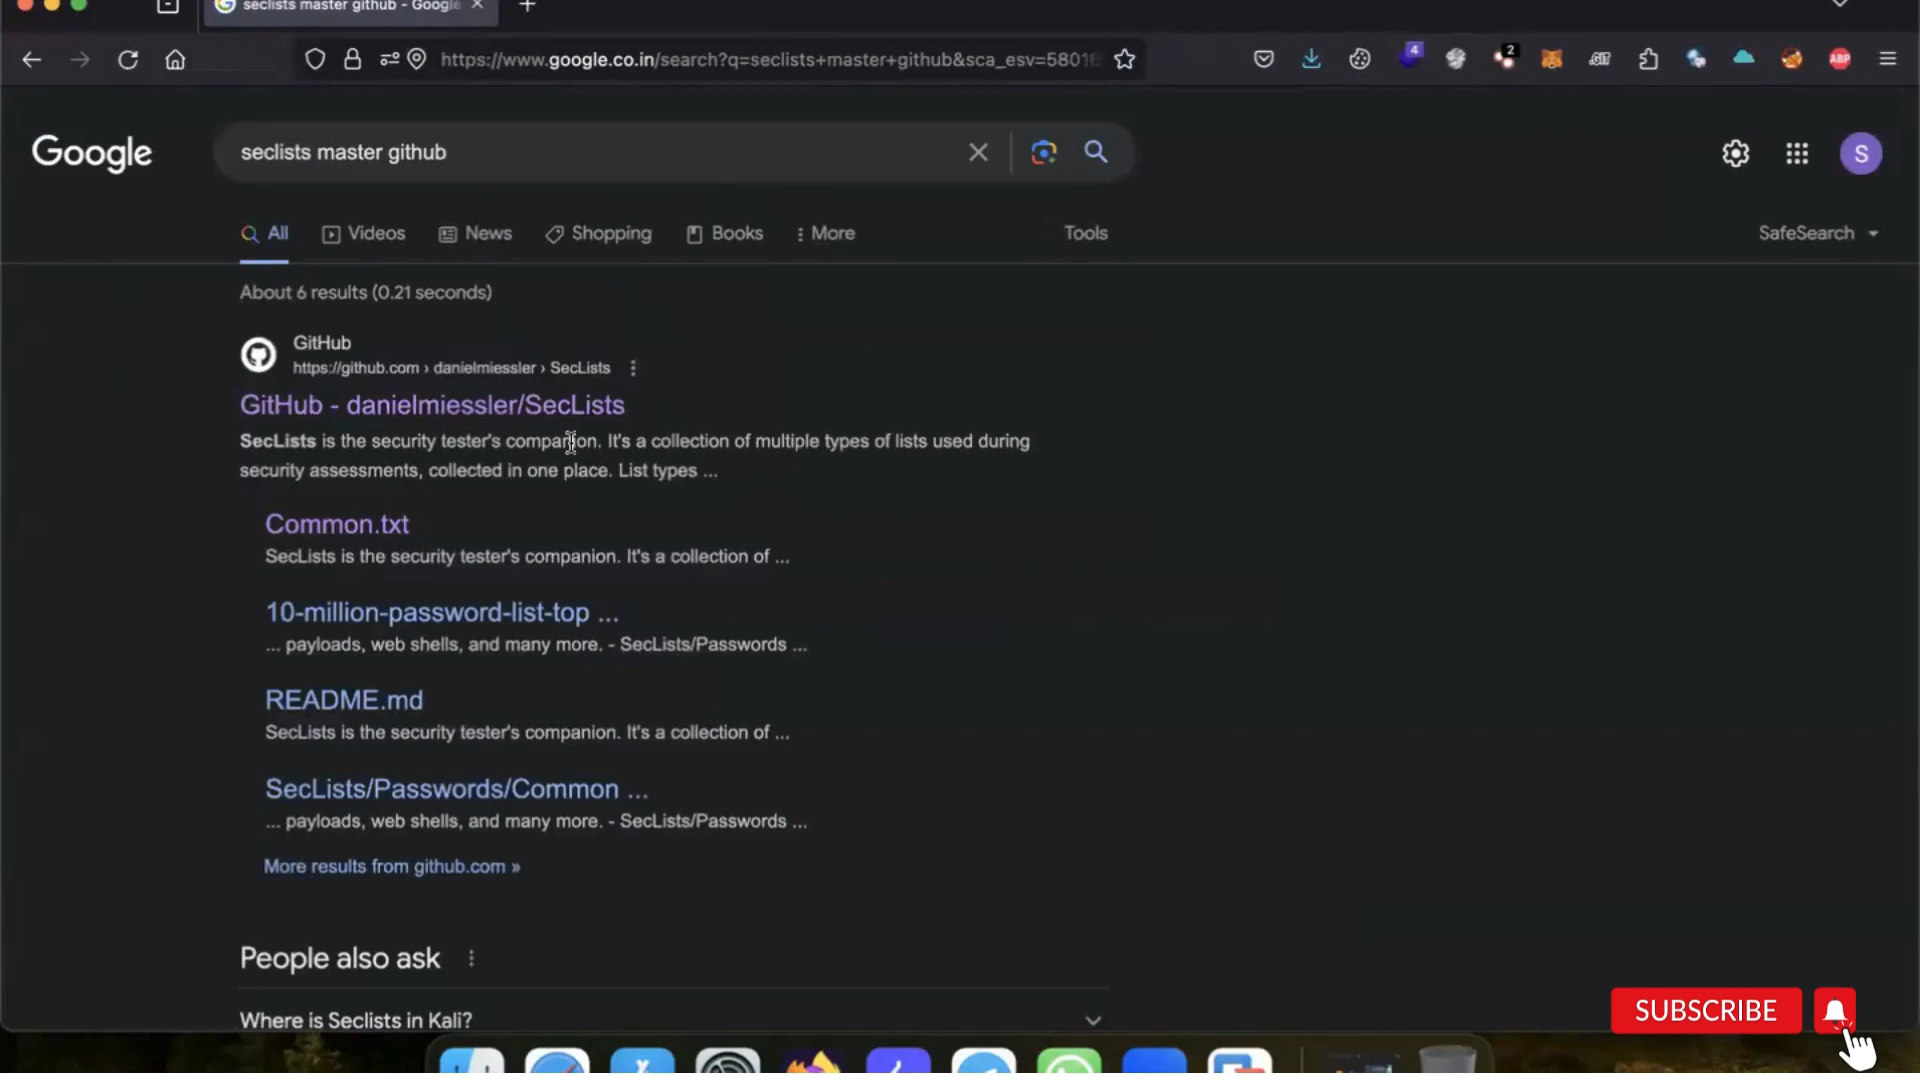 seclists master github - Google
https://www.google.co.in/search?q=seclists+master+github&sca_esv=58016
4
2
GIT
ABP
Google
seclists master github
S
All
Videos
News
Shopping
Books
More
Tools
SafeSearch
About 6 results (0.21 seconds)
GitHub
https://github.com › danielmiessler › SecLists
GitHub - danielmiessler/SecLists
SecLists is the security tester's companion. It's a collection of multiple types of lists used during
security assessments, collected in one place. List types ...
Common.txt
SecLists is the security tester's companion. It's a collection of ...
10-million-password-list-top ...
... payloads, web shells, and many more. - SecLists/Passwords ...
README.md
SecLists is the security tester's companion. It's a collection of ...
SecLists/Passwords/Common ...
... payloads, web shells, and many more. - SecLists/Passwords ...
More results from github.com »
People also ask
Where is Seclists in Kali?
SUBSCRIBE